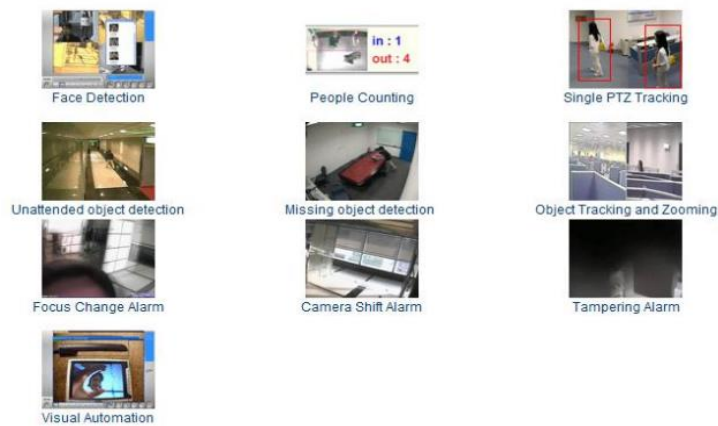 in : 1
out : 4
Face Detection
People Counting
Single PTZ Tracking
Unattended object detection
Missing object detection
Object Tracking and Zooming
Focus Change Alarm
Camera Shift Alarm
Tampering Alarm
Visual Automation